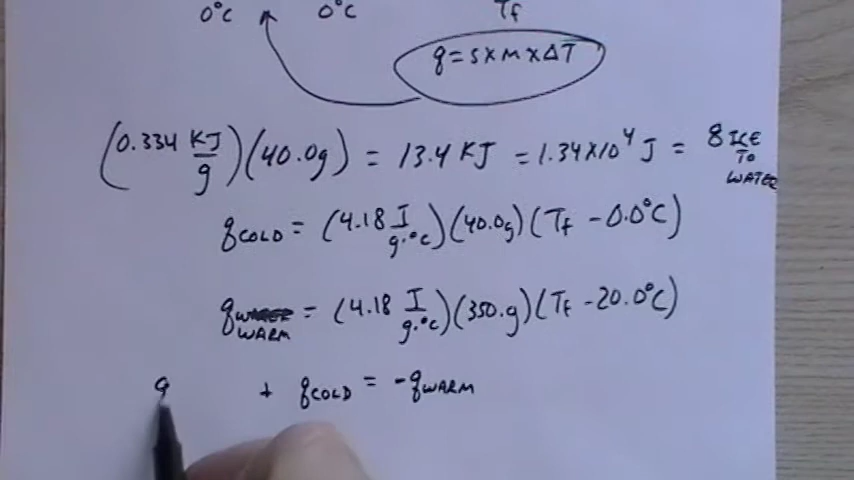 0°C 0°C Tf
q = s x m x ΔT
(0.334 KJ/g)(40.0g) = 13.4 KJ = 1.34 x 10⁴ J = q ICE TO WATER
qCOLD = (4.18 J/g·°C)(40.0g)(Tf - 0.0°C)
qWARM = (4.18 J/g·°C)(350.g)(Tf - 20.0°C)
q + qCOLD = -qWARM